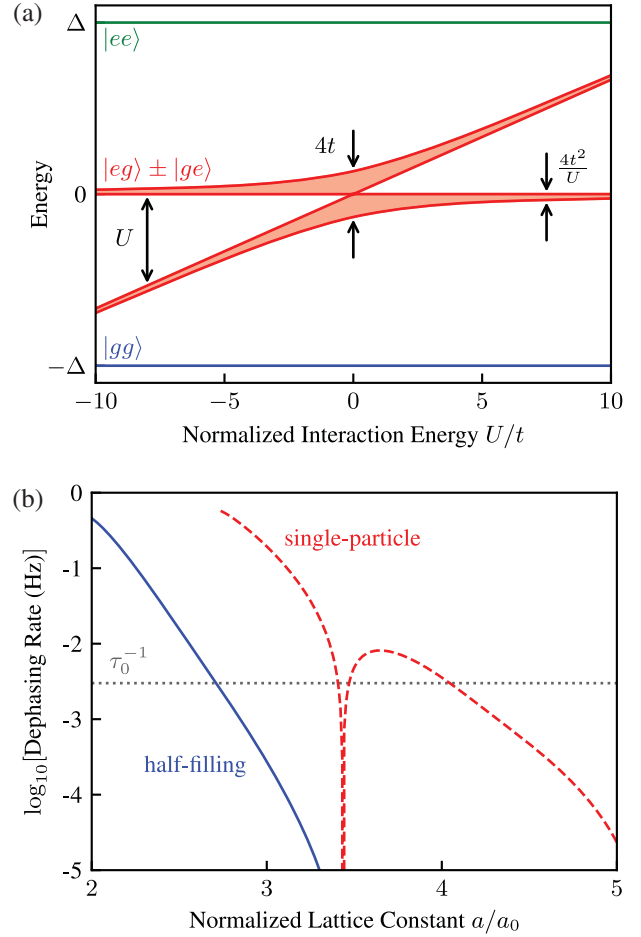 (a)
Δ
|ee⟩
4t
4t²/U
|eg⟩ ± |ge⟩
0
U
|gg⟩
−Δ
Energy
−10 −5 0 5 10
Normalized Interaction Energy U/t
(b)
0
single-particle
-1
-2
τ₀⁻¹
-3
half-filling
-4
-5
log₁₀[Dephasing Rate (Hz)]
2 3 4 5
Normalized Lattice Constant a/a₀